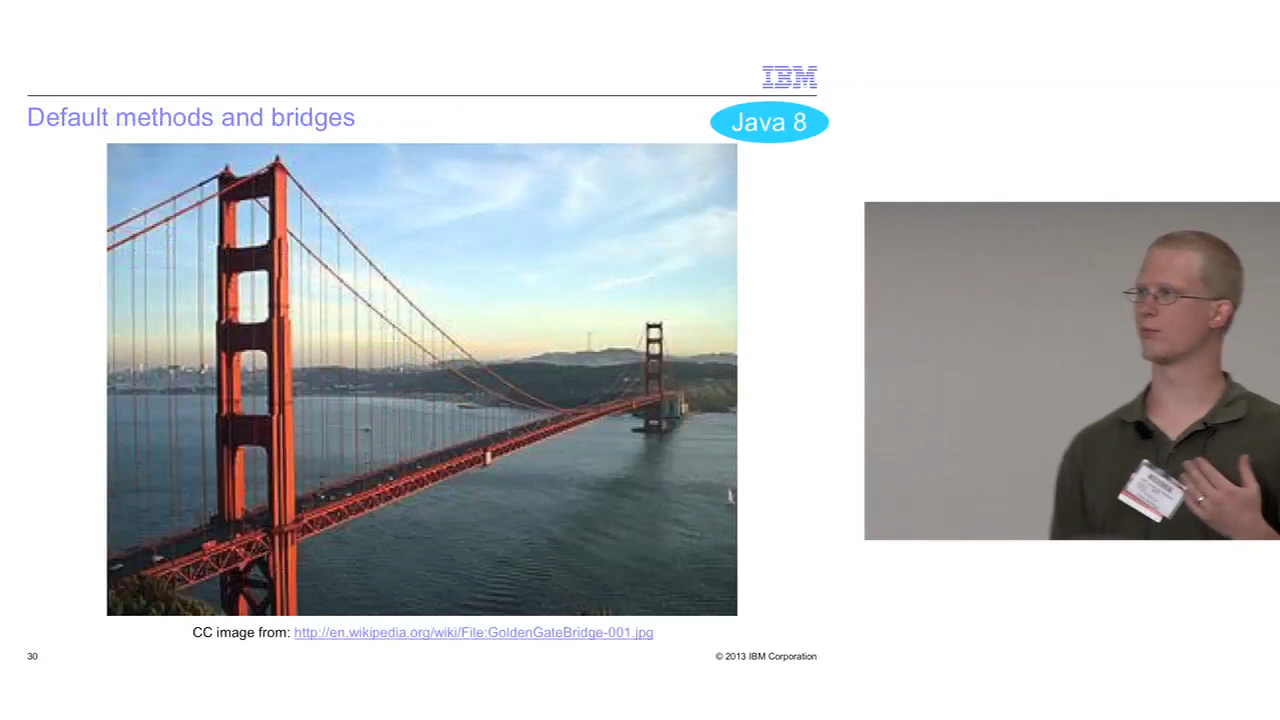 IBM
Default methods and bridges
Java 8
CC image from: http://en.wikipedia.org/wiki/File:GoldenGateBridge-001.jpg
30
© 2013 IBM Corporation